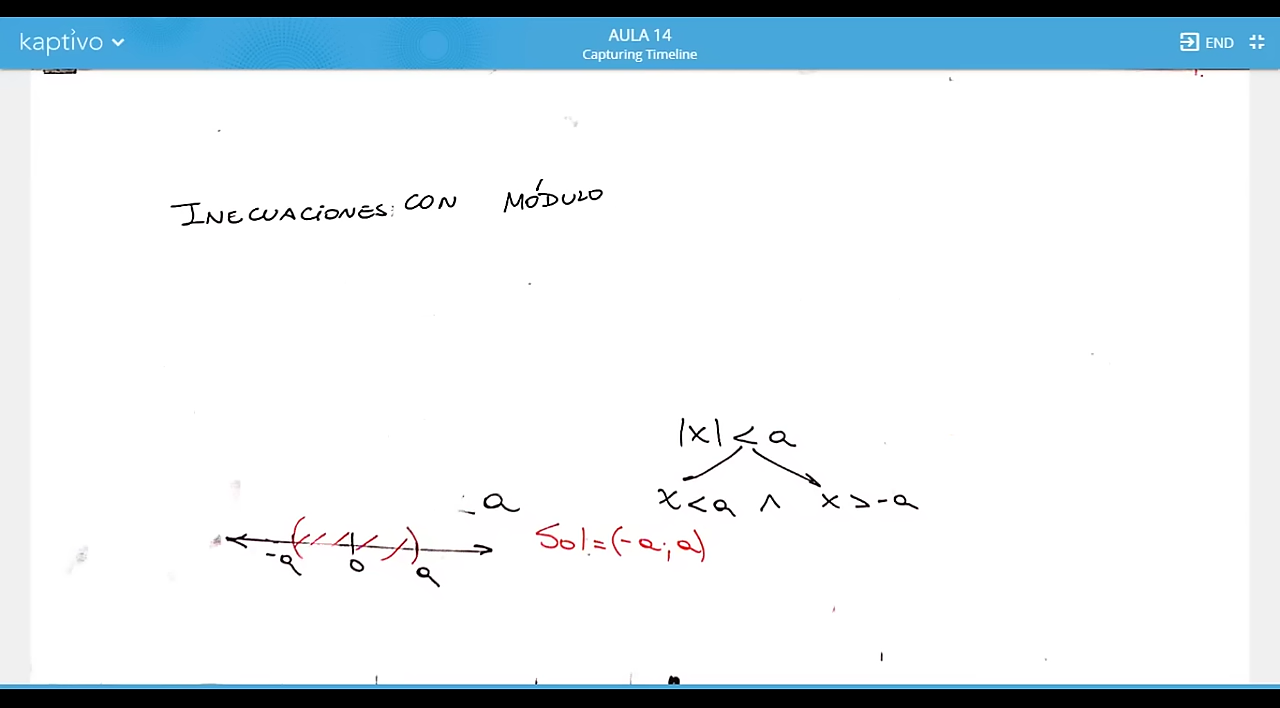 kaptivo
AULA 14
Capturing Timeline
END
INECUACIONES: CON MÓDULO
|x| < a
x < a ∧ x > -a
-a
-a 0 a
Sol = (-a; a)